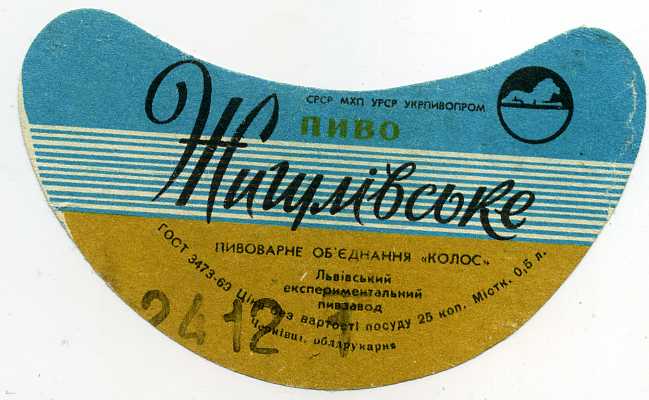 СРСР МХП УРСР УКРПИВОПРОМ
ПИВО
Жигулівське
ПИВОВАРНЕ ОБ'ЄДНАННЯ «КОЛОС»
Львівський
експериментальний
пивзавод
ГОСТ 3473-69 Ціна без вартості посуду 25 коп. Містк. 0,5 л.
Чернівці, облдрукарня
24 12 1